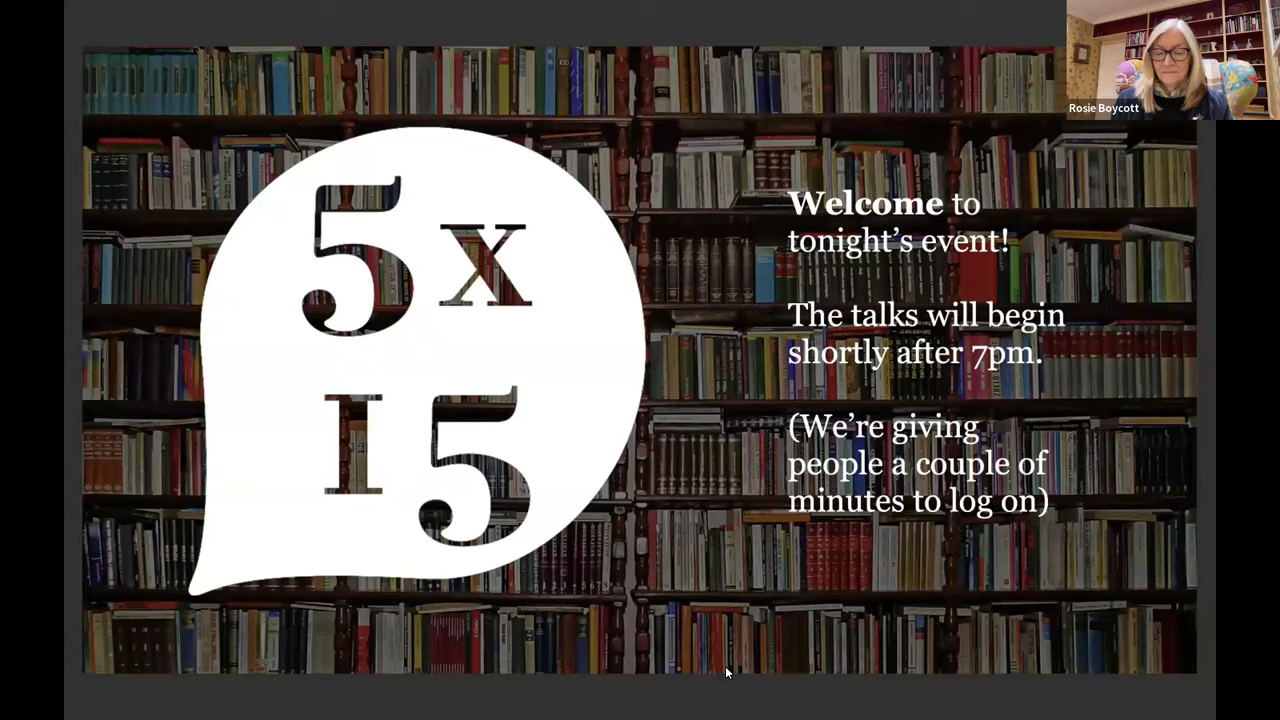 Rosie Boycott
5x
15
Welcome to
tonight's event!
The talks will begin
shortly after 7pm.
(We're giving
people a couple of
minutes to log on)